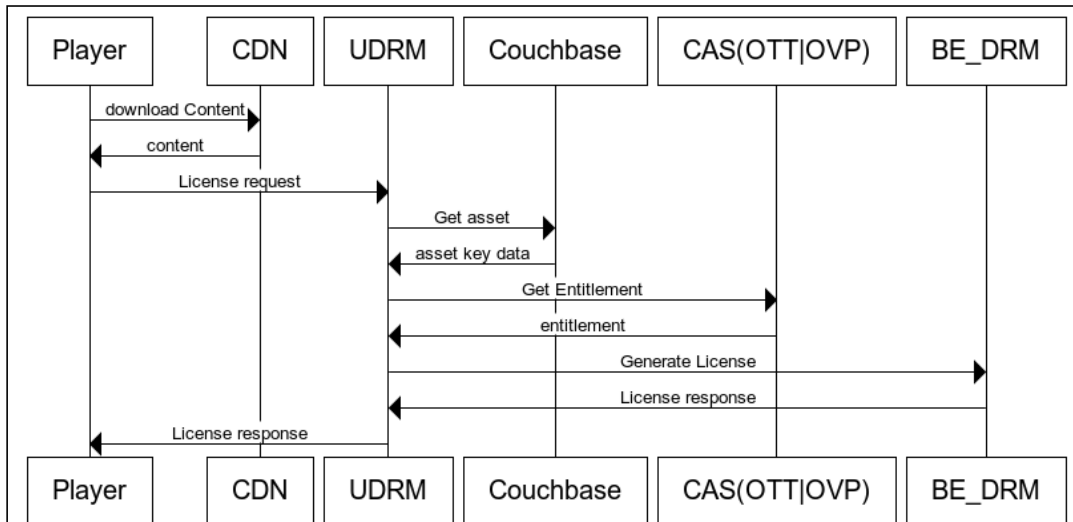 Player CDN UDRM Couchbase CAS(OTT|OVP) BE_DRM
download Content
content
License request
Get asset
asset key data
Get Entitlement
entitlement
Generate License
License response
License response
Player CDN UDRM Couchbase CAS(OTT|OVP) BE_DRM